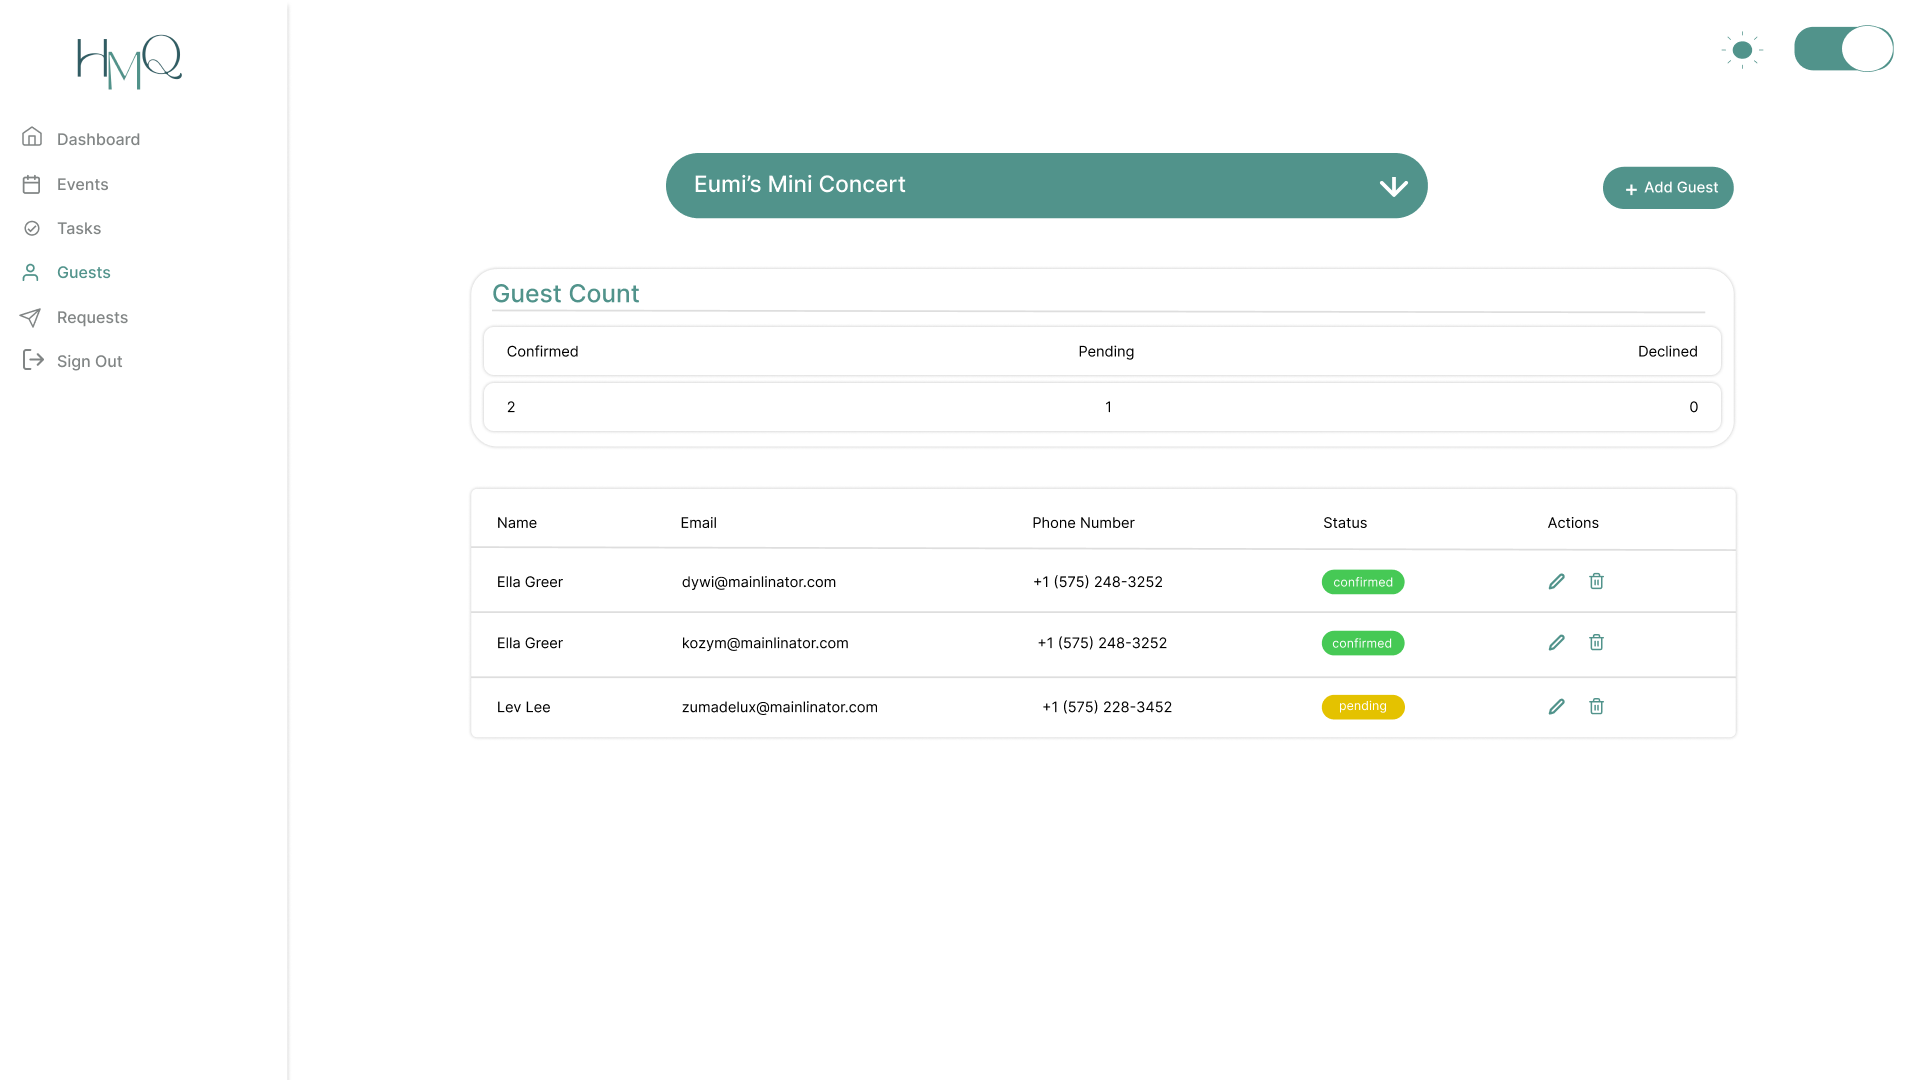 HMQ
Dashboard
Events
Tasks
Guests
Requests
Sign Out
Eumi’s Mini Concert
+ Add Guest
Guest Count
Confirmed Pending Declined
2 1 0
Name Email Phone Number Status Actions
Ella Greer dywi@mainlinator.com +1 (575) 248-3252 confirmed
Ella Greer kozym@mainlinator.com +1 (575) 248-3252 confirmed
Lev Lee zumadelux@mainlinator.com +1 (575) 228-3452 pending